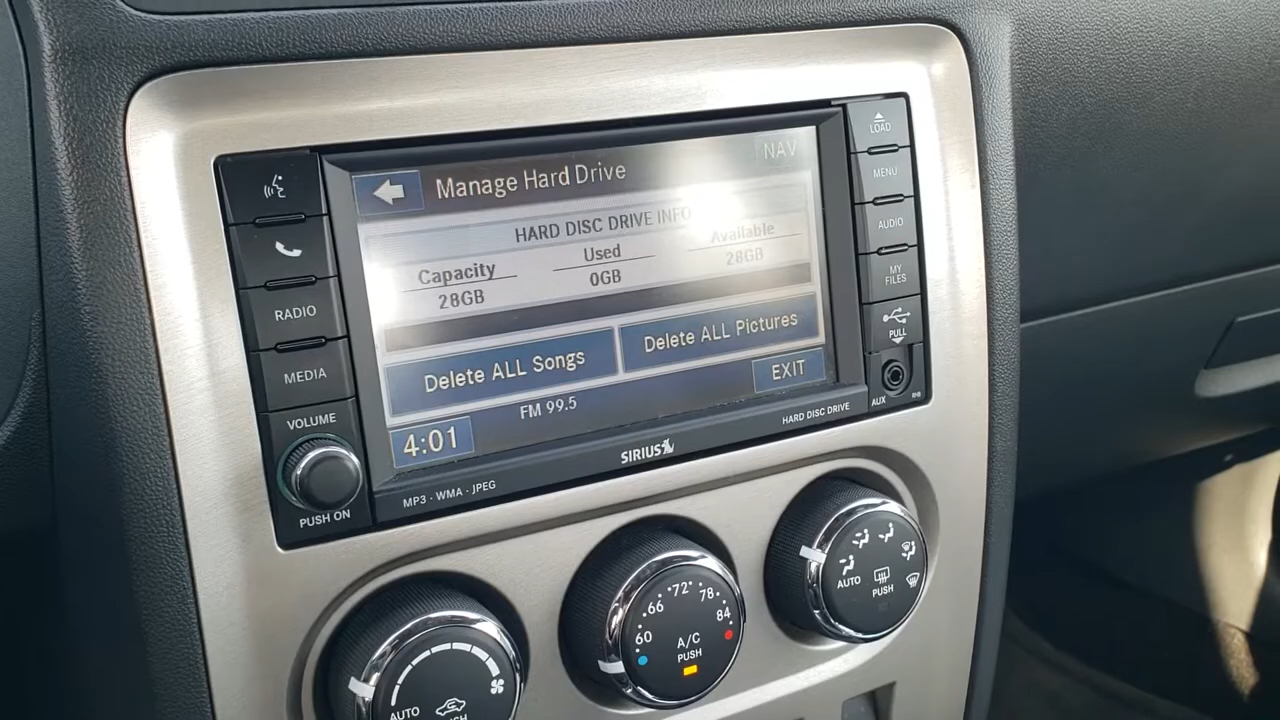 NAV
Manage Hard Drive
HARD DISC DRIVE INFO
Capacity Used Available
28GB 0GB 28GB
Delete ALL Songs Delete ALL Pictures
EXIT
FM 99.5
4:01
RADIO
MEDIA
VOLUME
PUSH ON
LOAD
MENU
AUDIO
MY
FILES
PULL
AUX
SIRIUS
HARD DISC DRIVE
MP3 · WMA · JPEG
AUTO
60 66 72 78 84
A/C
PUSH
AUTO
PUSH